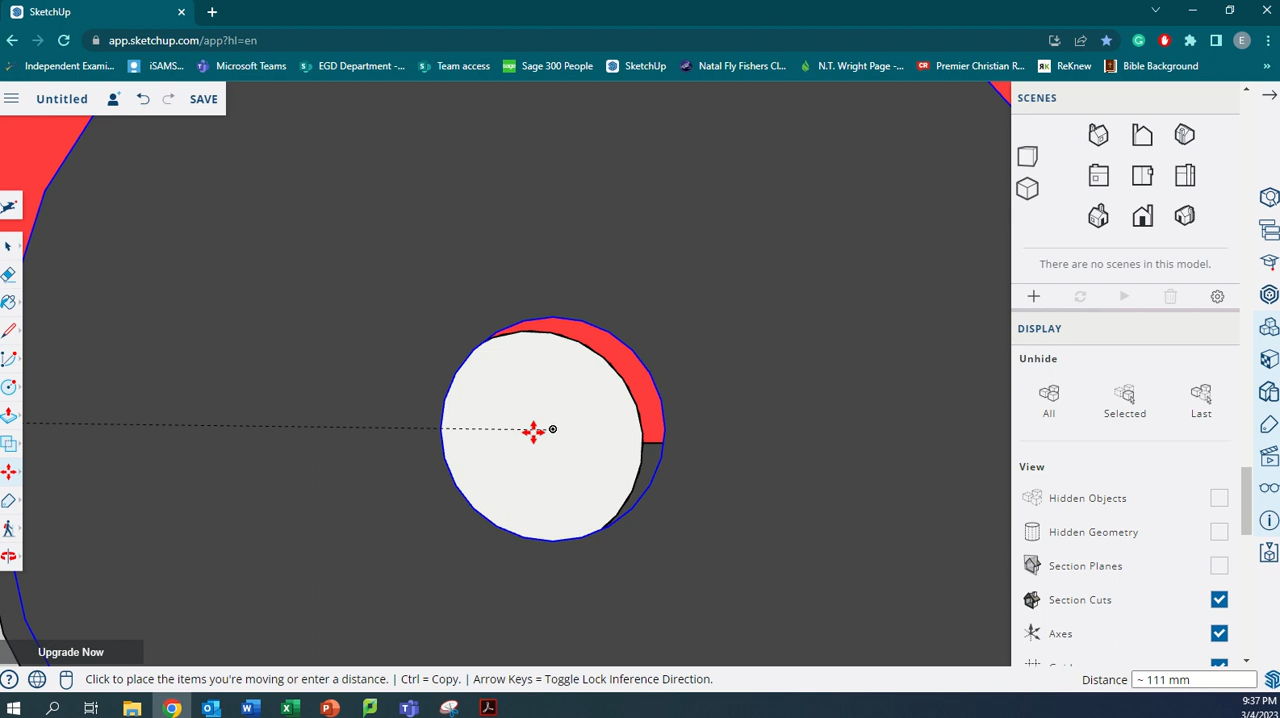 SketchUp
app.sketchup.com/app?hl=en
E
Independent Exami...
iSAMS...
Microsoft Teams
EGD Department -...
Team access
sage Sage 300 People
SketchUp
Natal Fly Fishers Cl...
N.T. Wright Page -...
CR Premier Christian R...
RK ReKnew
Bible Background
»
Untitled
SAVE
SCENES
There are no scenes in this model.
DISPLAY
Unhide
All
Selected
Last
View
Hidden Objects
Hidden Geometry
Section Planes
Section Cuts
Axes
Upgrade Now
Click to place the items you're moving or enter a distance. | Ctrl = Copy. | Arrow Keys = Toggle Lock Inference Direction.
Distance ~ 111 mm
9:37 PM
3/4/2023